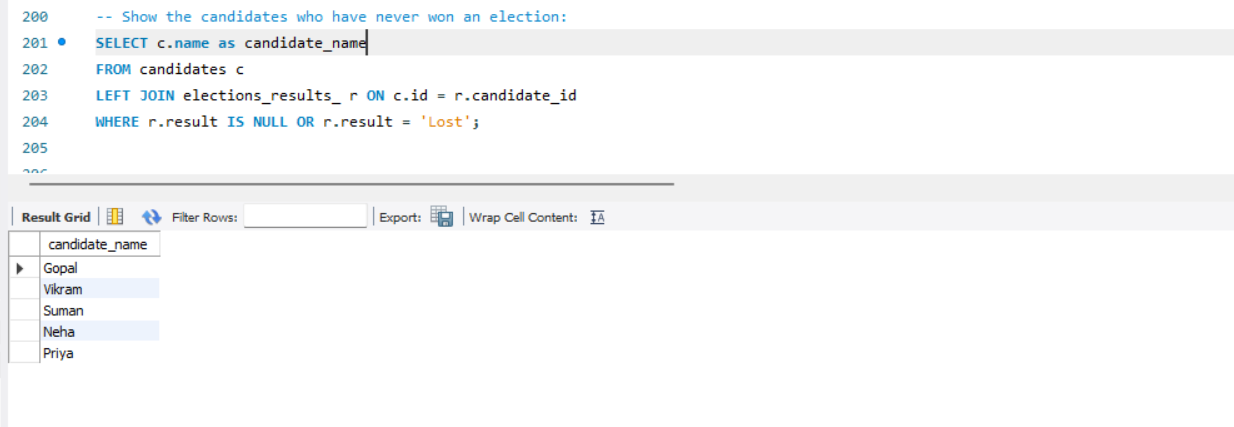 200 -- Show the candidates who have never won an election:
201 SELECT c.name as candidate_name
202 FROM candidates c
203 LEFT JOIN elections_results_ r ON c.id = r.candidate_id
204 WHERE r.result IS NULL OR r.result = 'Lost';
205
Result Grid Filter Rows: Export: Wrap Cell Content: IA
candidate_name
Gopal
Vikram
Suman
Neha
Priya